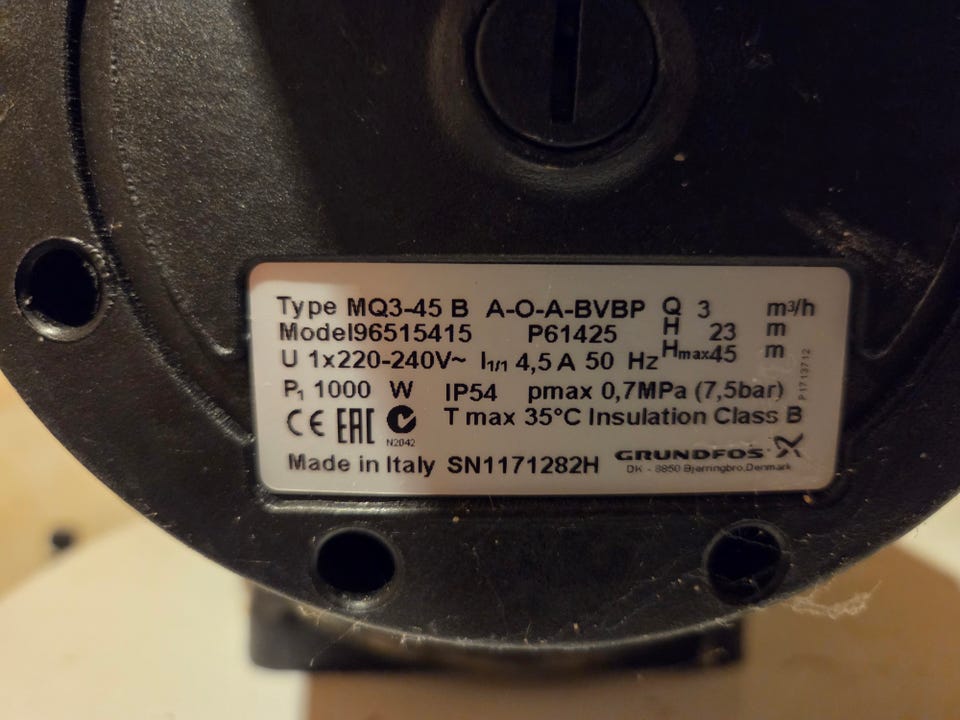 Type MQ3-45 B A-O-A-BVBP Q 3 m³/h
Model96515415 P61425 H 23 m
U 1x220-240V~ I1/1 4,5 A 50 Hz Hmax45 m
P1 1000 W IP54 pmax 0,7MPa (7,5bar)
P1713712
CE EAC N2042 T max 35°C Insulation Class B
Made in Italy SN1171282H GRUNDFOS
DK - 8850 Bjerringbro,Denmark